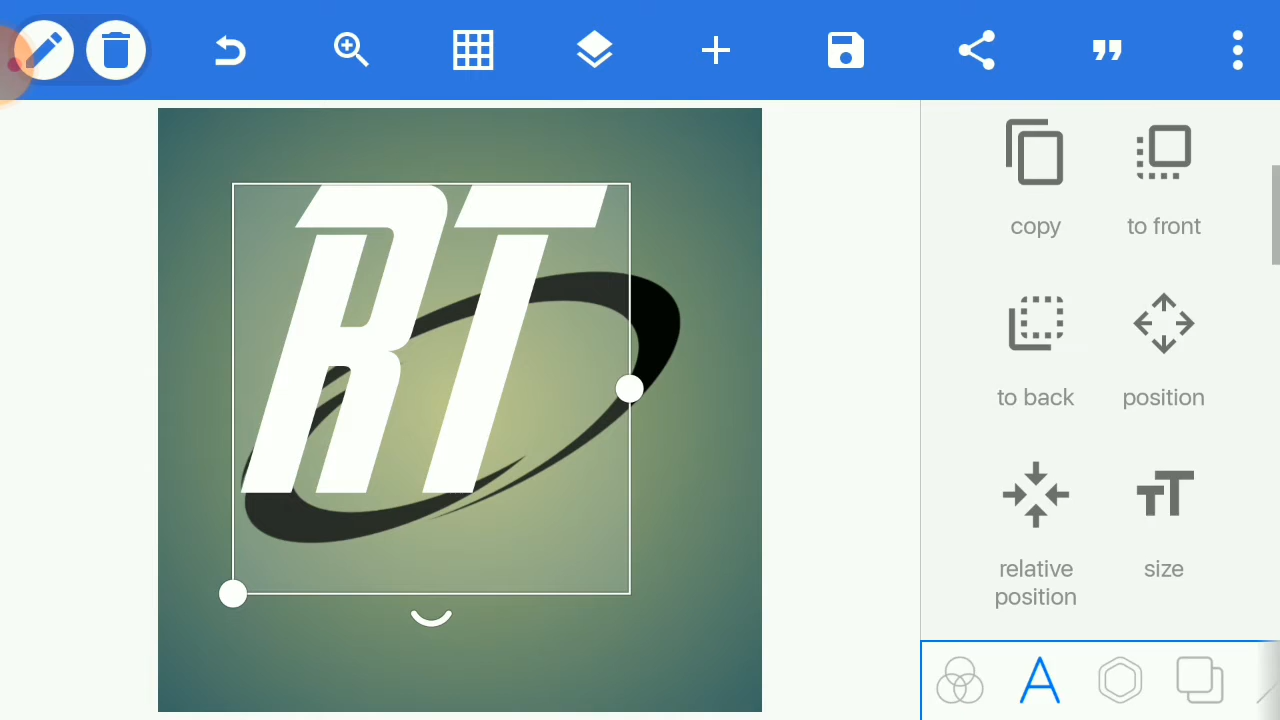 RT
copy
to front
to back
position
relative
position
size